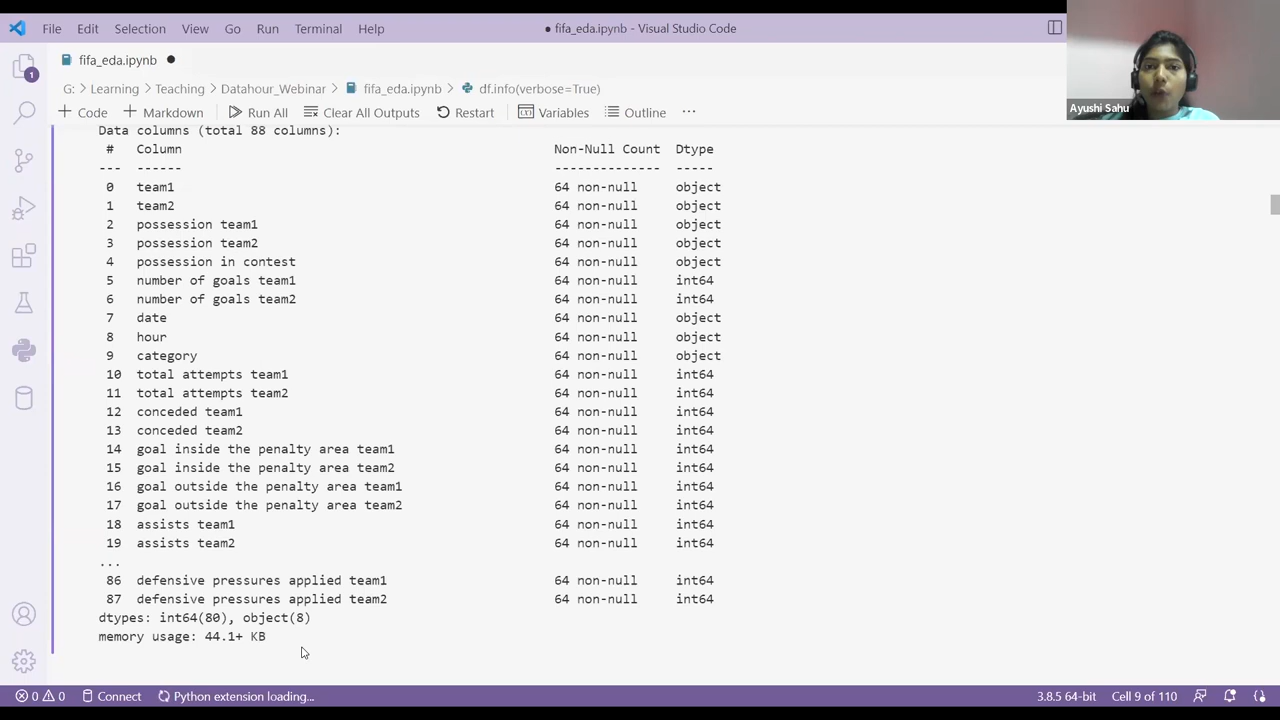 File Edit Selection View Go Run Terminal Help
● fifa_eda.ipynb - Visual Studio Code
fifa_eda.ipynb ●
G: > Learning > Teaching > Datahour_Webinar > fifa_eda.ipynb > df.info(verbose=True)
+ Code + Markdown Run All Clear All Outputs Restart Variables Outline ...
Ayushi Sahu
1
Data columns (total 88 columns):
# Column Non-Null Count Dtype
--- ------ -------------- -----
0 team1 64 non-null object
1 team2 64 non-null object
2 possession team1 64 non-null object
3 possession team2 64 non-null object
4 possession in contest 64 non-null object
5 number of goals team1 64 non-null int64
6 number of goals team2 64 non-null int64
7 date 64 non-null object
8 hour 64 non-null object
9 category 64 non-null object
10 total attempts team1 64 non-null int64
11 total attempts team2 64 non-null int64
12 conceded team1 64 non-null int64
13 conceded team2 64 non-null int64
14 goal inside the penalty area team1 64 non-null int64
15 goal inside the penalty area team2 64 non-null int64
16 goal outside the penalty area team1 64 non-null int64
17 goal outside the penalty area team2 64 non-null int64
18 assists team1 64 non-null int64
19 assists team2 64 non-null int64
...
86 defensive pressures applied team1 64 non-null int64
87 defensive pressures applied team2 64 non-null int64
dtypes: int64(80), object(8)
memory usage: 44.1+ KB
0 0 Connect Python extension loading... 3.8.5 64-bit Cell 9 of 110